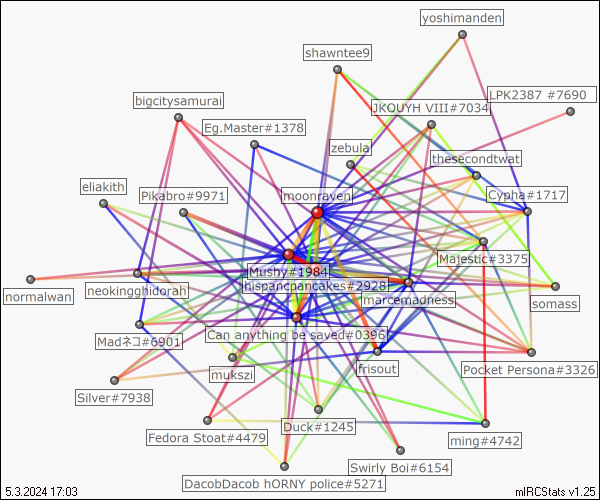 yoshimanden
shawntee9
LPK2387 #7690
bigcitysamurai
JKOUYH VIII#7034
Eg.Master#1378
zebula
thesecondtwat
eliakith
Pikabro#9971
moonraven
Cypha#1717
Majestic#3375
Mushy#1984
hispancpancakes#2928
normalwan
neokingghidorah
marcemadness
somass
Can anything be saved#0396
Madネコ#6901
mukszi
frisout
Pocket Persona#3326
Silver#7938
Duck#1245
Fedora Stoat#4479
ming#4742
Swirly Boi#6154
DacobDacob hORNY police#5271
5.3.2024 17:03
mIRCStats v1.25